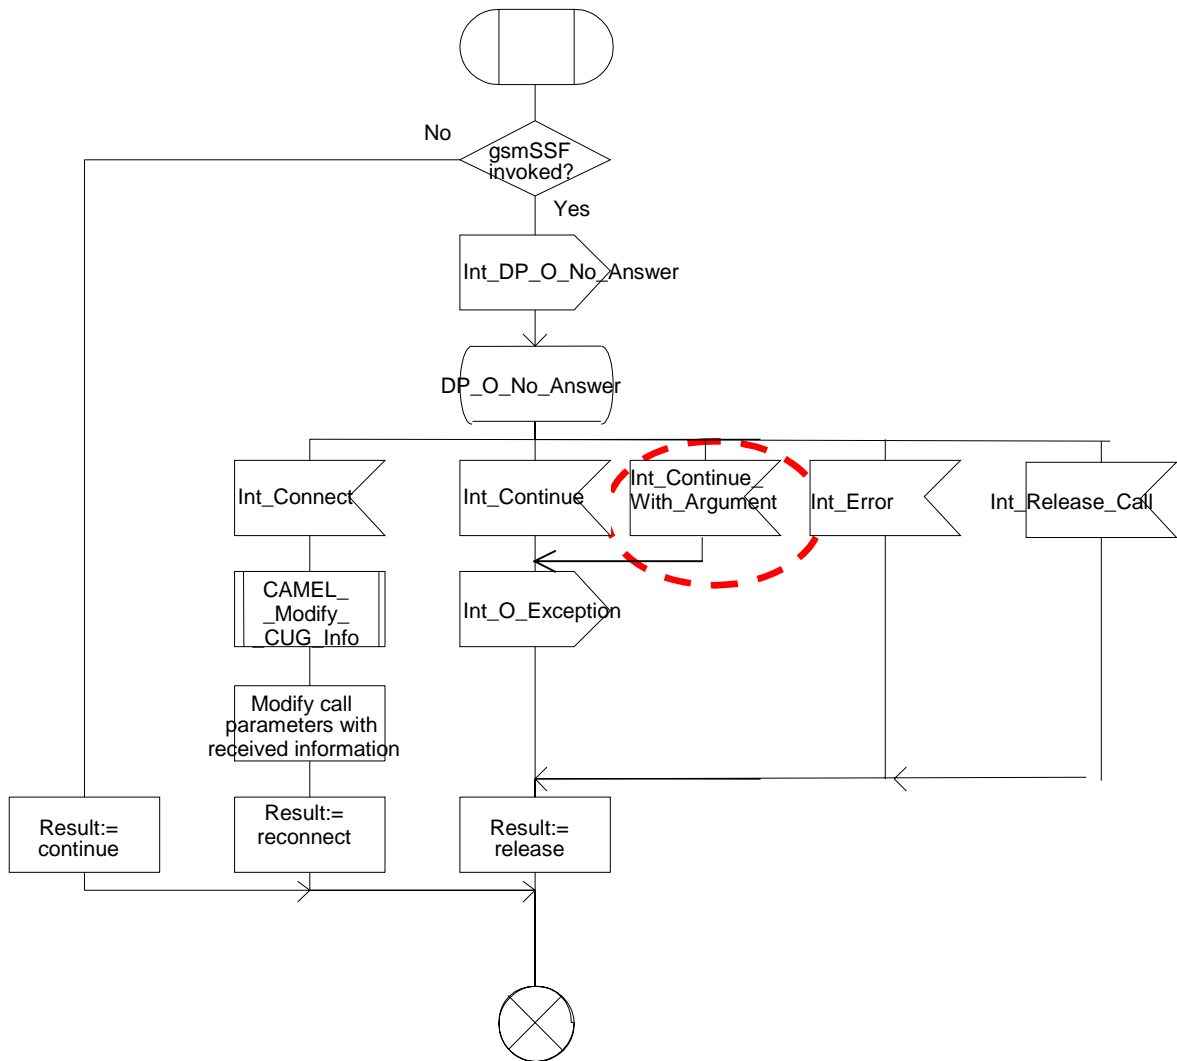 No
gsmSSF
invoked?
Yes
Int_DP_O_No_Answer
DP_O_No_Answer
Int_Connect
Int_Continue
Int_Continue_
With_Argument
Int_Error
Int_Release_Call
CAMEL_
_Modify_
_CUG_Info
Int_O_Exception
Modify call
parameters with
received information
Result:=
continue
Result:=
reconnect
Result:=
release